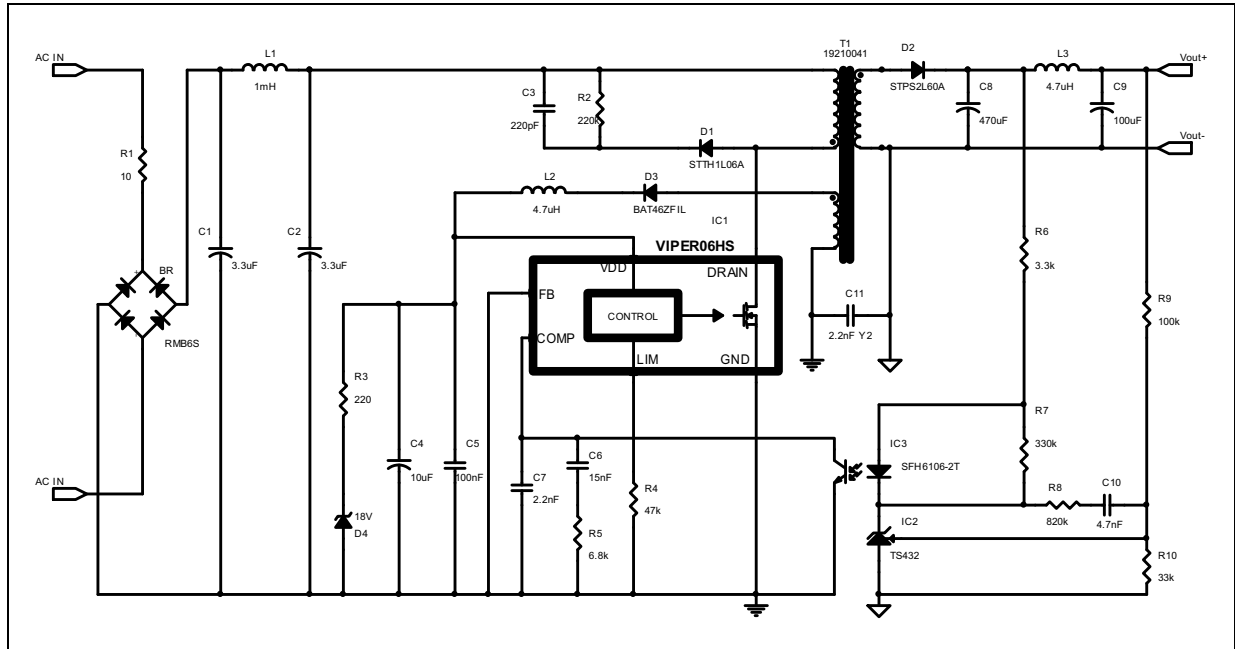 AC IN
L1
1mH
T1
19210041
D2
STPS2L60A
L3
4.7uH
Vout+
C3
220pF
R2
220k
C8
470uF
C9
100uF
R1
10
D1
STTH1L06A
Vout-
L2
4.7uH
D3
BAT46ZFIL
IC1
VIPER06HS
C1
3.3uF
C2
3.3uF
R6
3.3k
BR
+
-
RMB6S
VDD
DRAIN
FB
CONTROL
COMP
LIM
GND
C11
2.2nF Y2
R9
100k
R3
220
R7
330k
C4
10uF
C5
100nF
C6
15nF
C7
2.2nF
IC3
SFH6106-2T
AC IN
R4
47k
R8
820k
C10
4.7nF
18V
D4
R5
6.8k
IC2
TS432
R10
33k